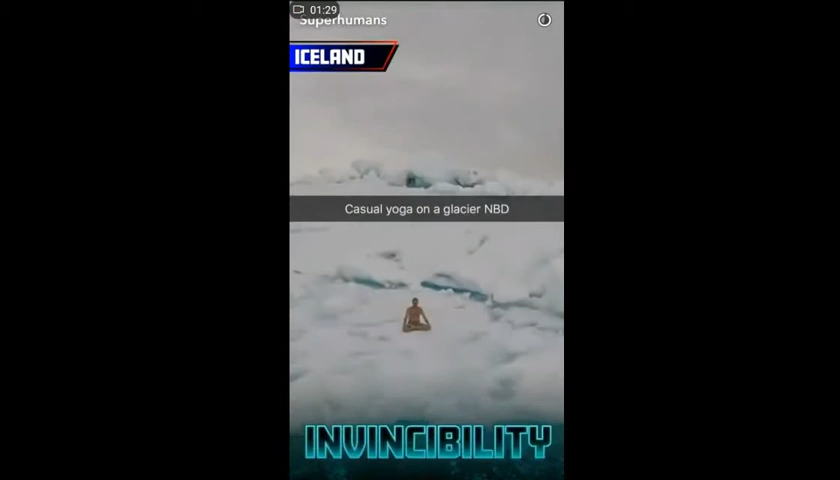 01:29
Superhumans
ICELAND
Casual yoga on a glacier NBD
INVINCIBILITY